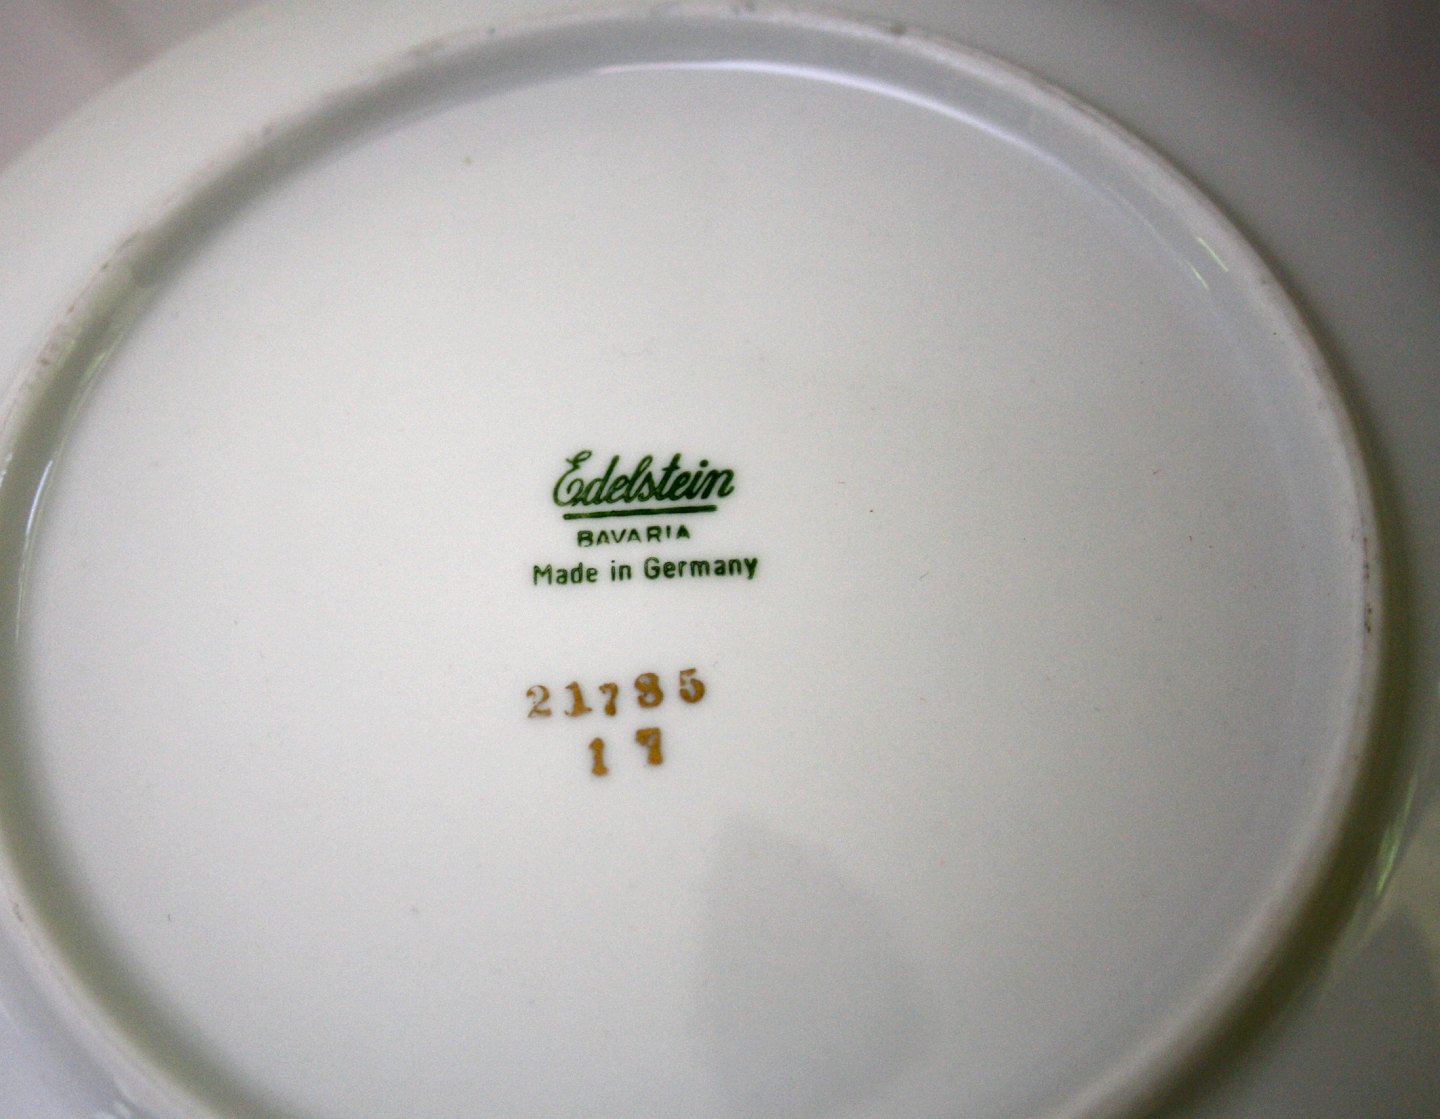 Edelstein
BAVARIA
Made in Germany
21785
17